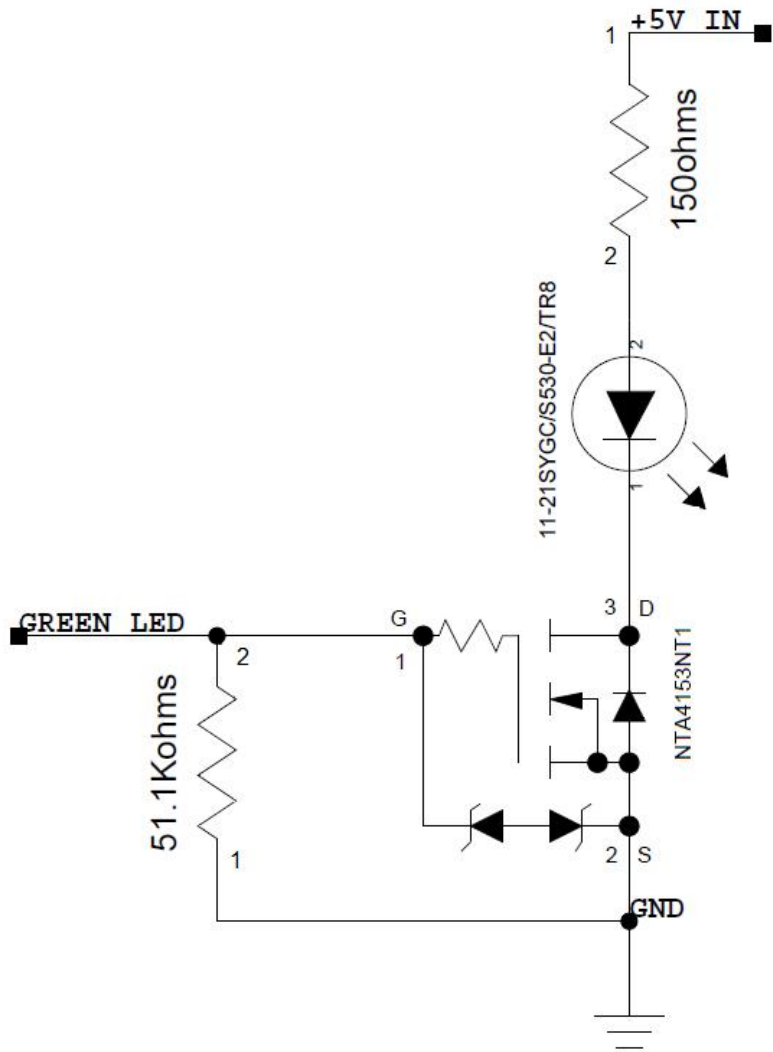 1
+5V IN
150ohms
2
11-21SYGC/S530-E2/TR8
2
1
GREEN LED
2
51.1Kohms
1
G
1
3
D
NTA4153NT1
2
S
GND